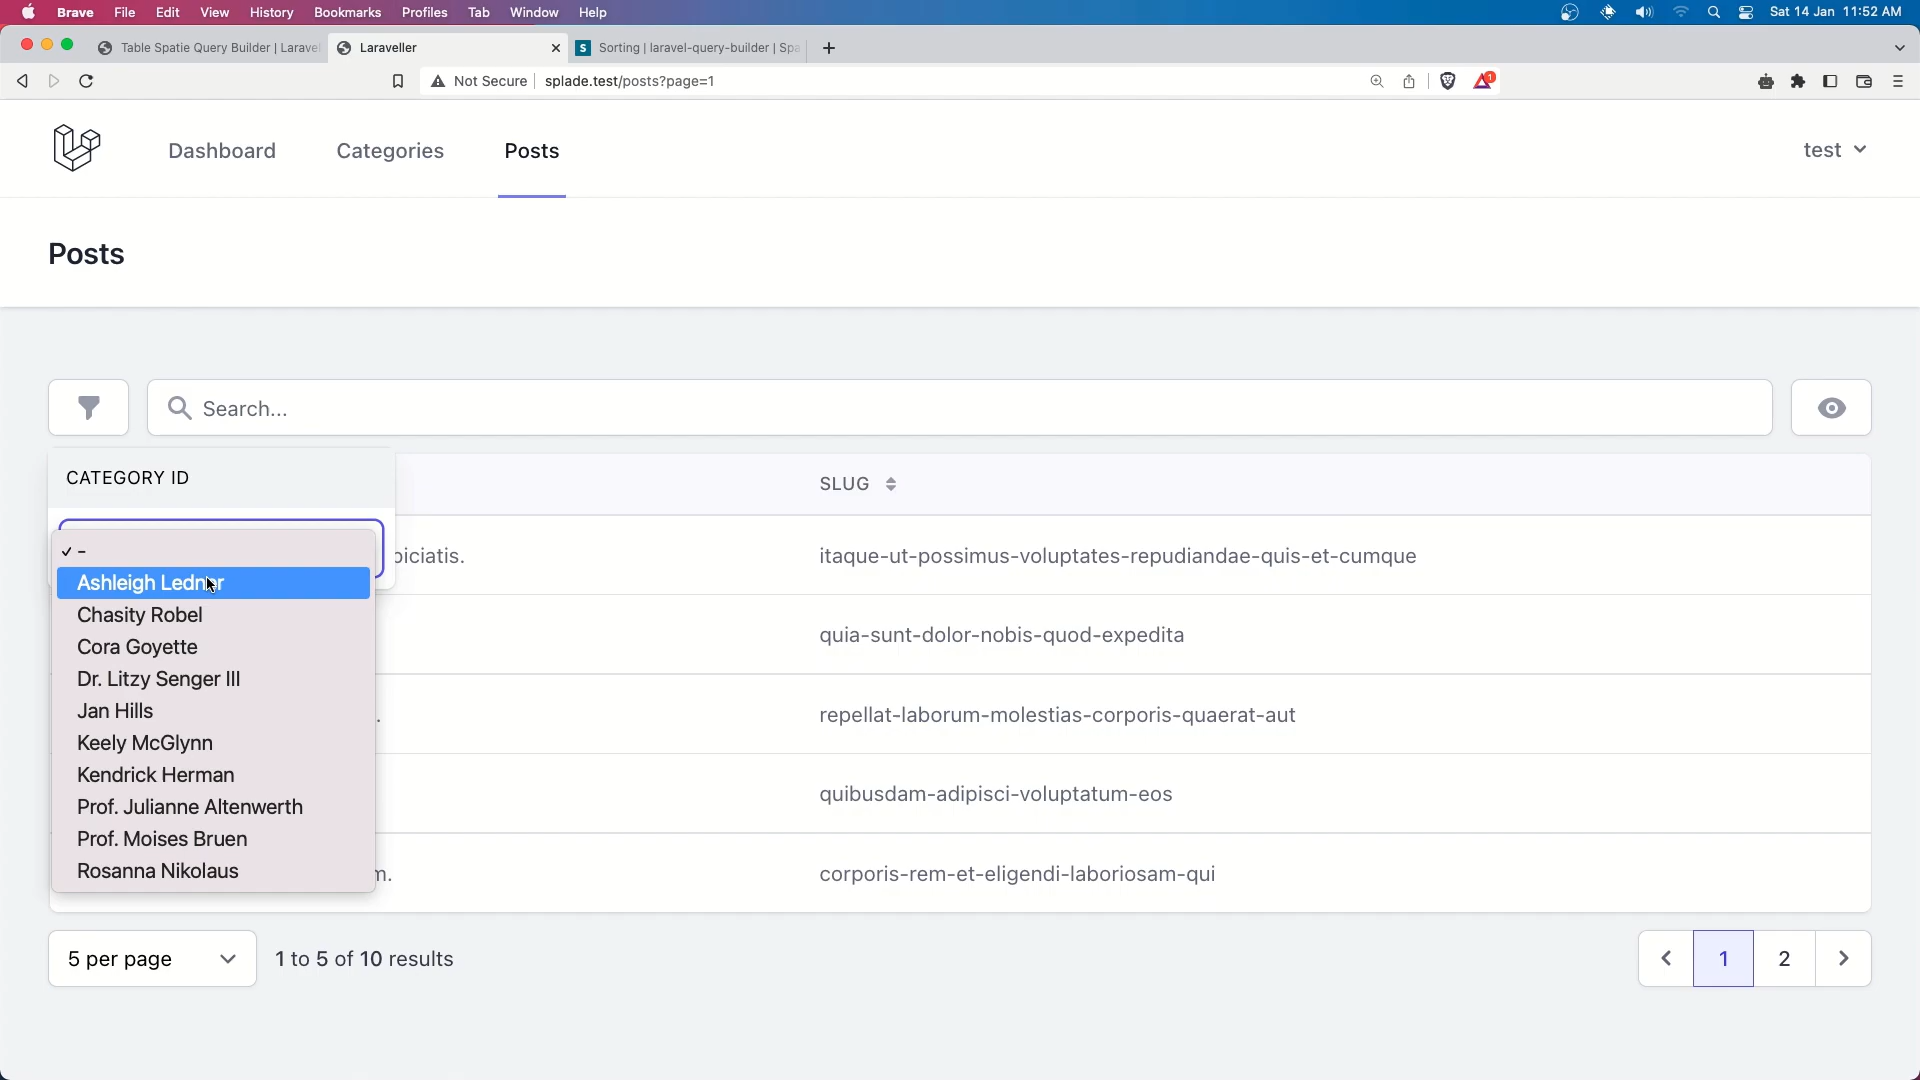 Brave File Edit View History Bookmarks Profiles Tab Window Help Sat 14 Jan 11:52 AM
Table Spatie Query Builder | Laravel Laraveller Sorting | laravel-query-builder | Spa
Not Secure splade.test/posts?page=1 1
Dashboard Categories Posts test
Posts
Search...
CATEGORY ID SLUG
✓ -
biciatis. itaque-ut-possimus-voluptates-repudiandae-quis-et-cumque
Ashleigh Ledner
Chasity Robel
quia-sunt-dolor-nobis-quod-expedita
Cora Goyette
Dr. Litzy Senger III
Jan Hills . repellat-laborum-molestias-corporis-quaerat-aut
Keely McGlynn
Kendrick Herman
quibusdam-adipisci-voluptatum-eos
Prof. Julianne Altenwerth
Prof. Moises Bruen
Rosanna Nikolaus m. corporis-rem-et-eligendi-laboriosam-qui
5 per page 1 to 5 of 10 results 1 2